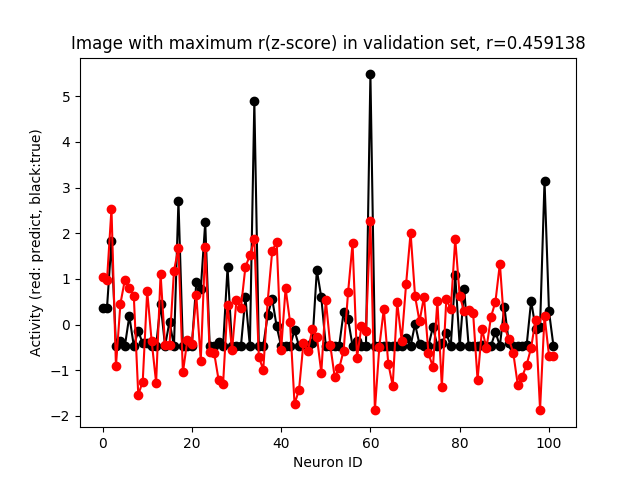 Image with maximum r(z-score) in validation set, r=0.459138
Activity (red: predict, black:true)
5
4
3
2
1
0
−1
−2
0 20 40 60 80 100
Neuron ID